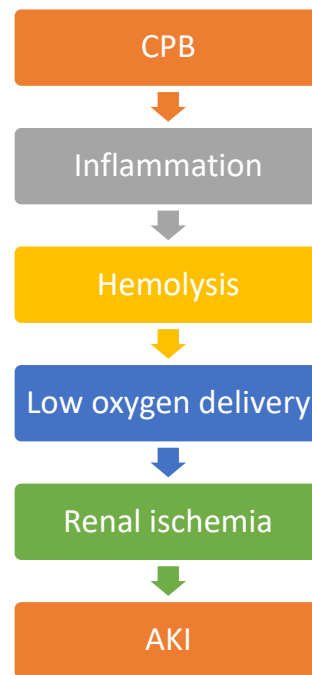 CPB
Inflammation
Hemolysis
Low oxygen delivery
Renal ischemia
AKI